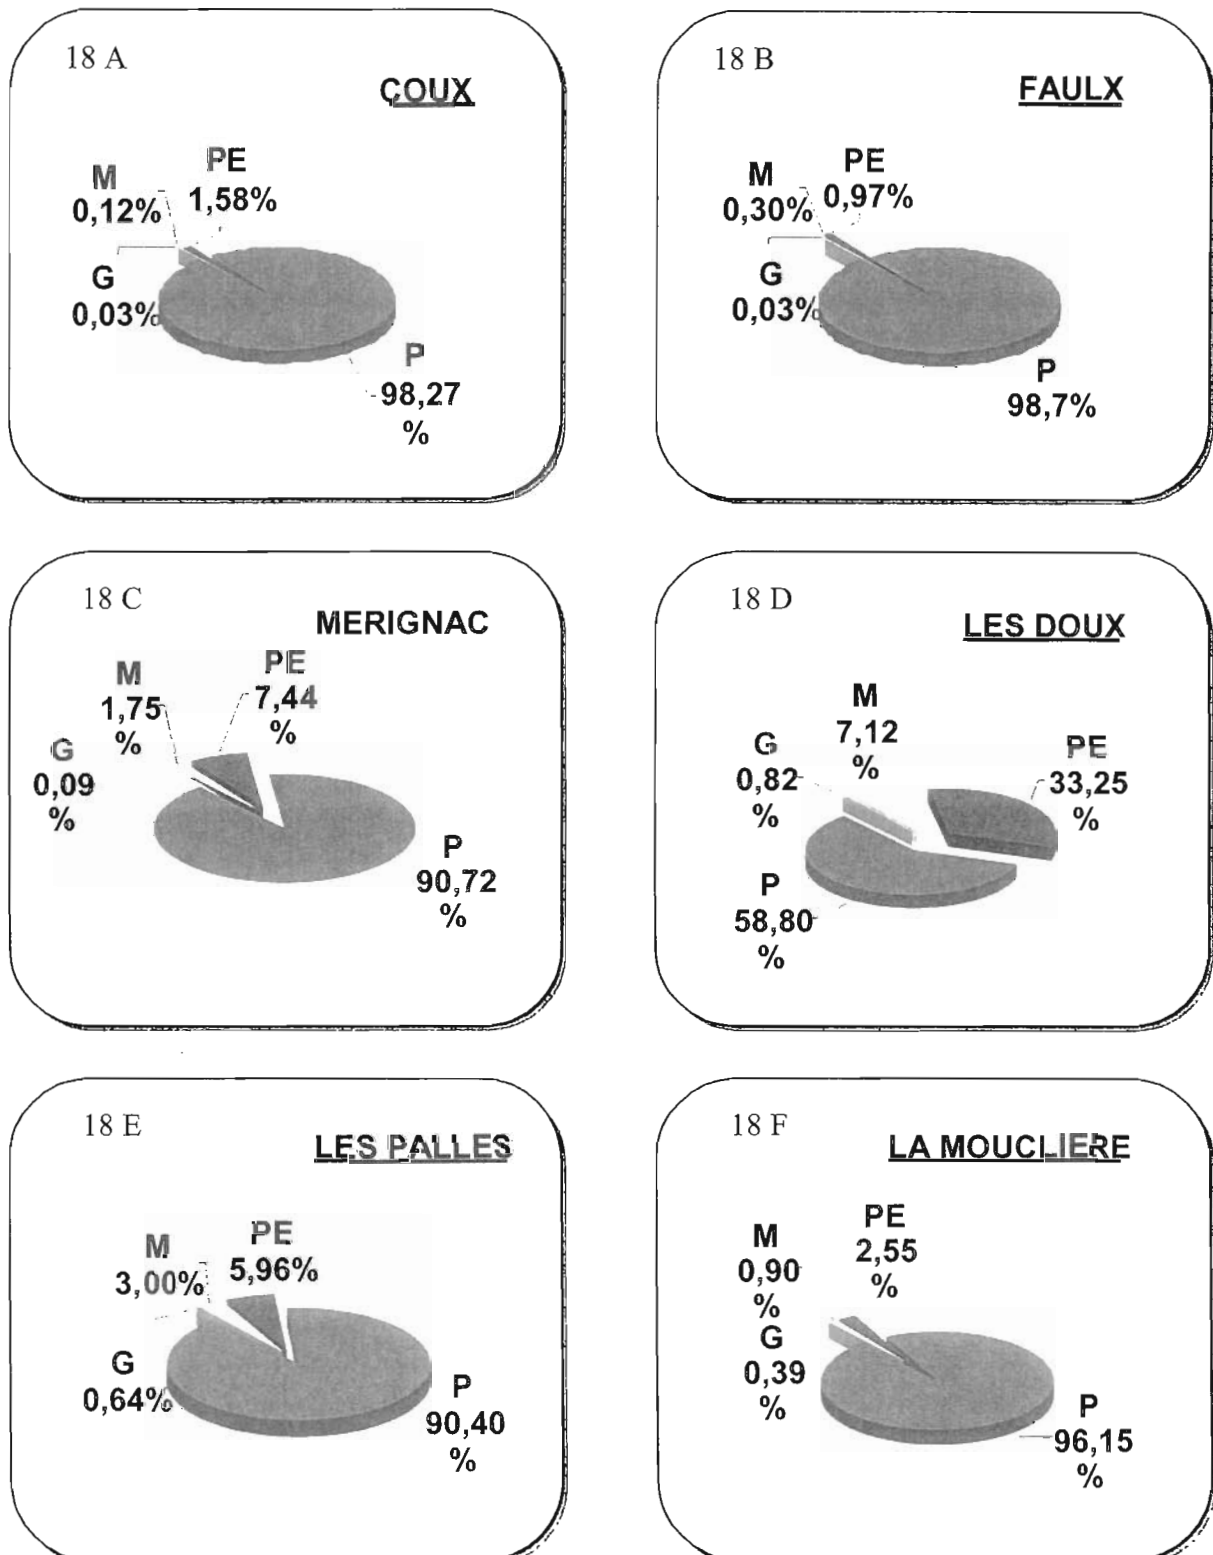 18 A
COUX
M
0,12%
PE
1,58%
G
0,03%
P
98,27
%
18 B
FAULX
M
0,30%
PE
0,97%
G
0,03%
P
98,7%
18 C
MERIGNAC
M
1,75
%
PE
7,44
%
G
0,09
%
P
90,72
%
18 D
LES DOUX
M
7,12
%
G
0,82
%
PE
33,25
%
P
58,80
%
18 E
LES PALLES
M
3,00%
PE
5,96%
G
0,64%
P
90,40
%
18 F
LA MOUCLIERE
M
0,90
%
PE
2,55
%
G
0,39
%
P
96,15
%